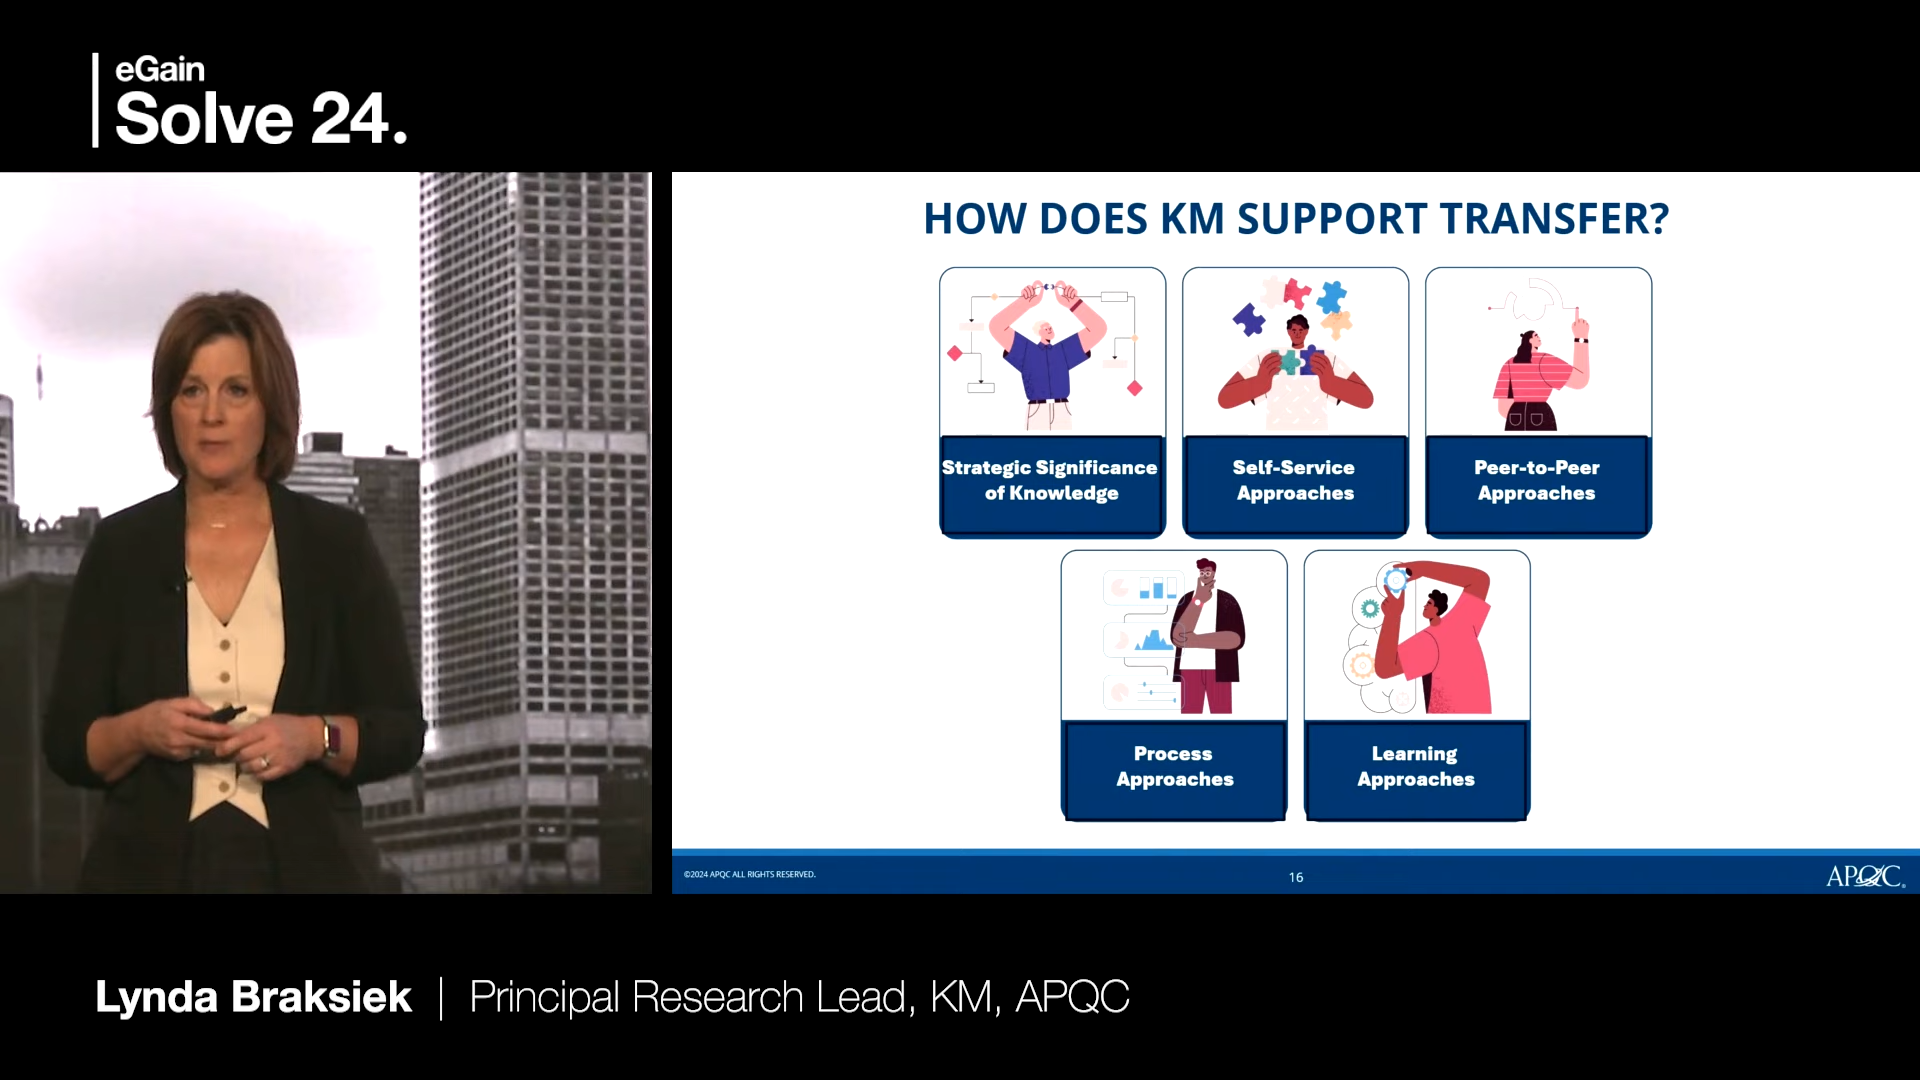 eGain
Solve 24.
HOW DOES KM SUPPORT TRANSFER?
Strategic Significance
of Knowledge
Self-Service
Approaches
Peer-to-Peer
Approaches
Process
Approaches
Learning
Approaches
©2024 APQC ALL RIGHTS RESERVED.
16
APQC
Lynda Braksiek | Principal Research Lead, KM, APQC